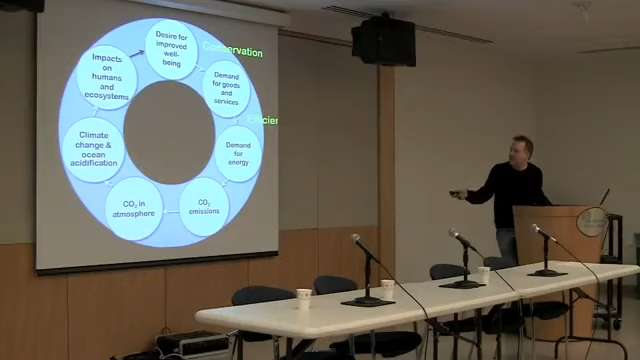 Desire for
improved
well-
being
Conservation
Demand
for goods
and
services
Efficien
Demand
for
energy
CO₂
emissions
CO₂ in
atmosphere
Climate
change &
ocean
acidification
Impacts
on
humans
and
ecosystems